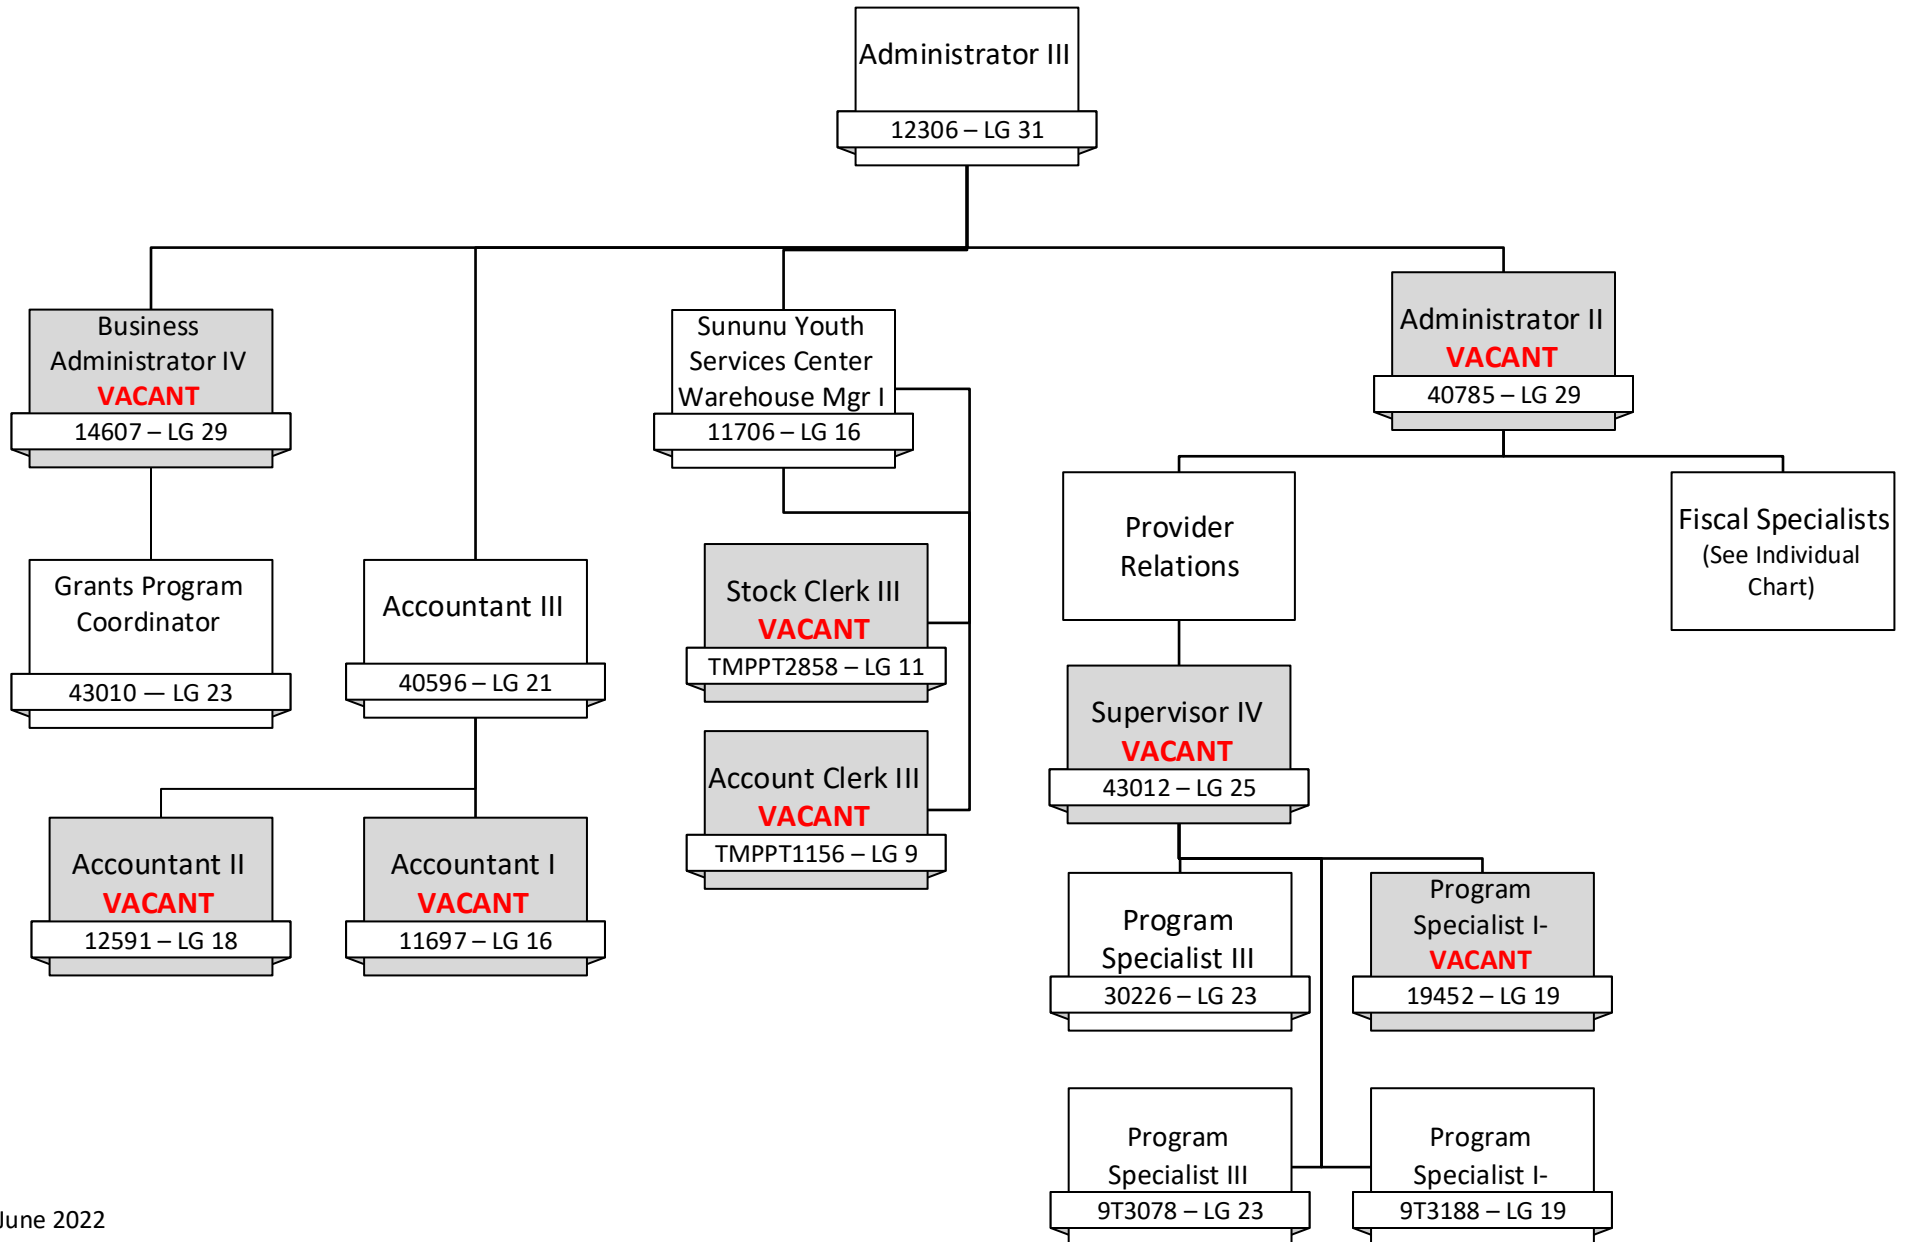 Administrator III
12306 – LG 31
Business
Administrator IV
VACANT
14607 – LG 29
Sununu Youth
Services Center
Warehouse Mgr I
11706 – LG 16
Administrator II
VACANT
40785 – LG 29
Grants Program
Coordinator
43010 — LG 23
Accountant III
40596 – LG 21
Stock Clerk III
VACANT
TMPPT2858 – LG 11
Account Clerk III
VACANT
TMPPT1156 – LG 9
Provider
Relations
Fiscal Specialists
(See Individual
Chart)
Supervisor IV
VACANT
43012 – LG 25
Accountant II
VACANT
12591 – LG 18
Accountant I
VACANT
11697 – LG 16
Program
Specialist III
30226 – LG 23
Program
Specialist I-
VACANT
19452 – LG 19
Program
Specialist III
9T3078 – LG 23
Program
Specialist I-
9T3188 – LG 19
June 2022